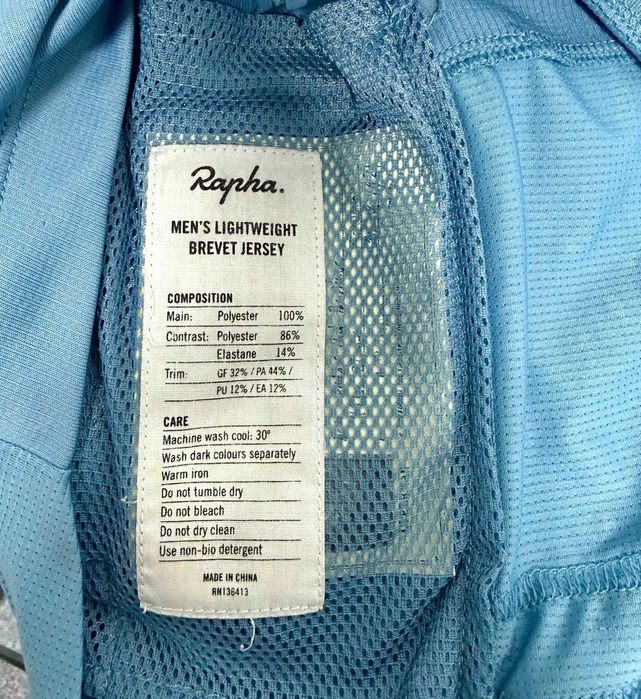 Rapha.
MEN'S LIGHTWEIGHT
BREVET JERSEY
COMPOSITION
Main: Polyester 100%
Contrast: Polyester 86%
Elastane 14%
Trim: GF 32% / PA 44% /
PU 12% / EA 12%
CARE
Machine wash cool: 30°
Wash dark colours separately
Warm iron
Do not tumble dry
Do not bleach
Do not dry clean
Use non-bio detergent
MADE IN CHINA
RN136413